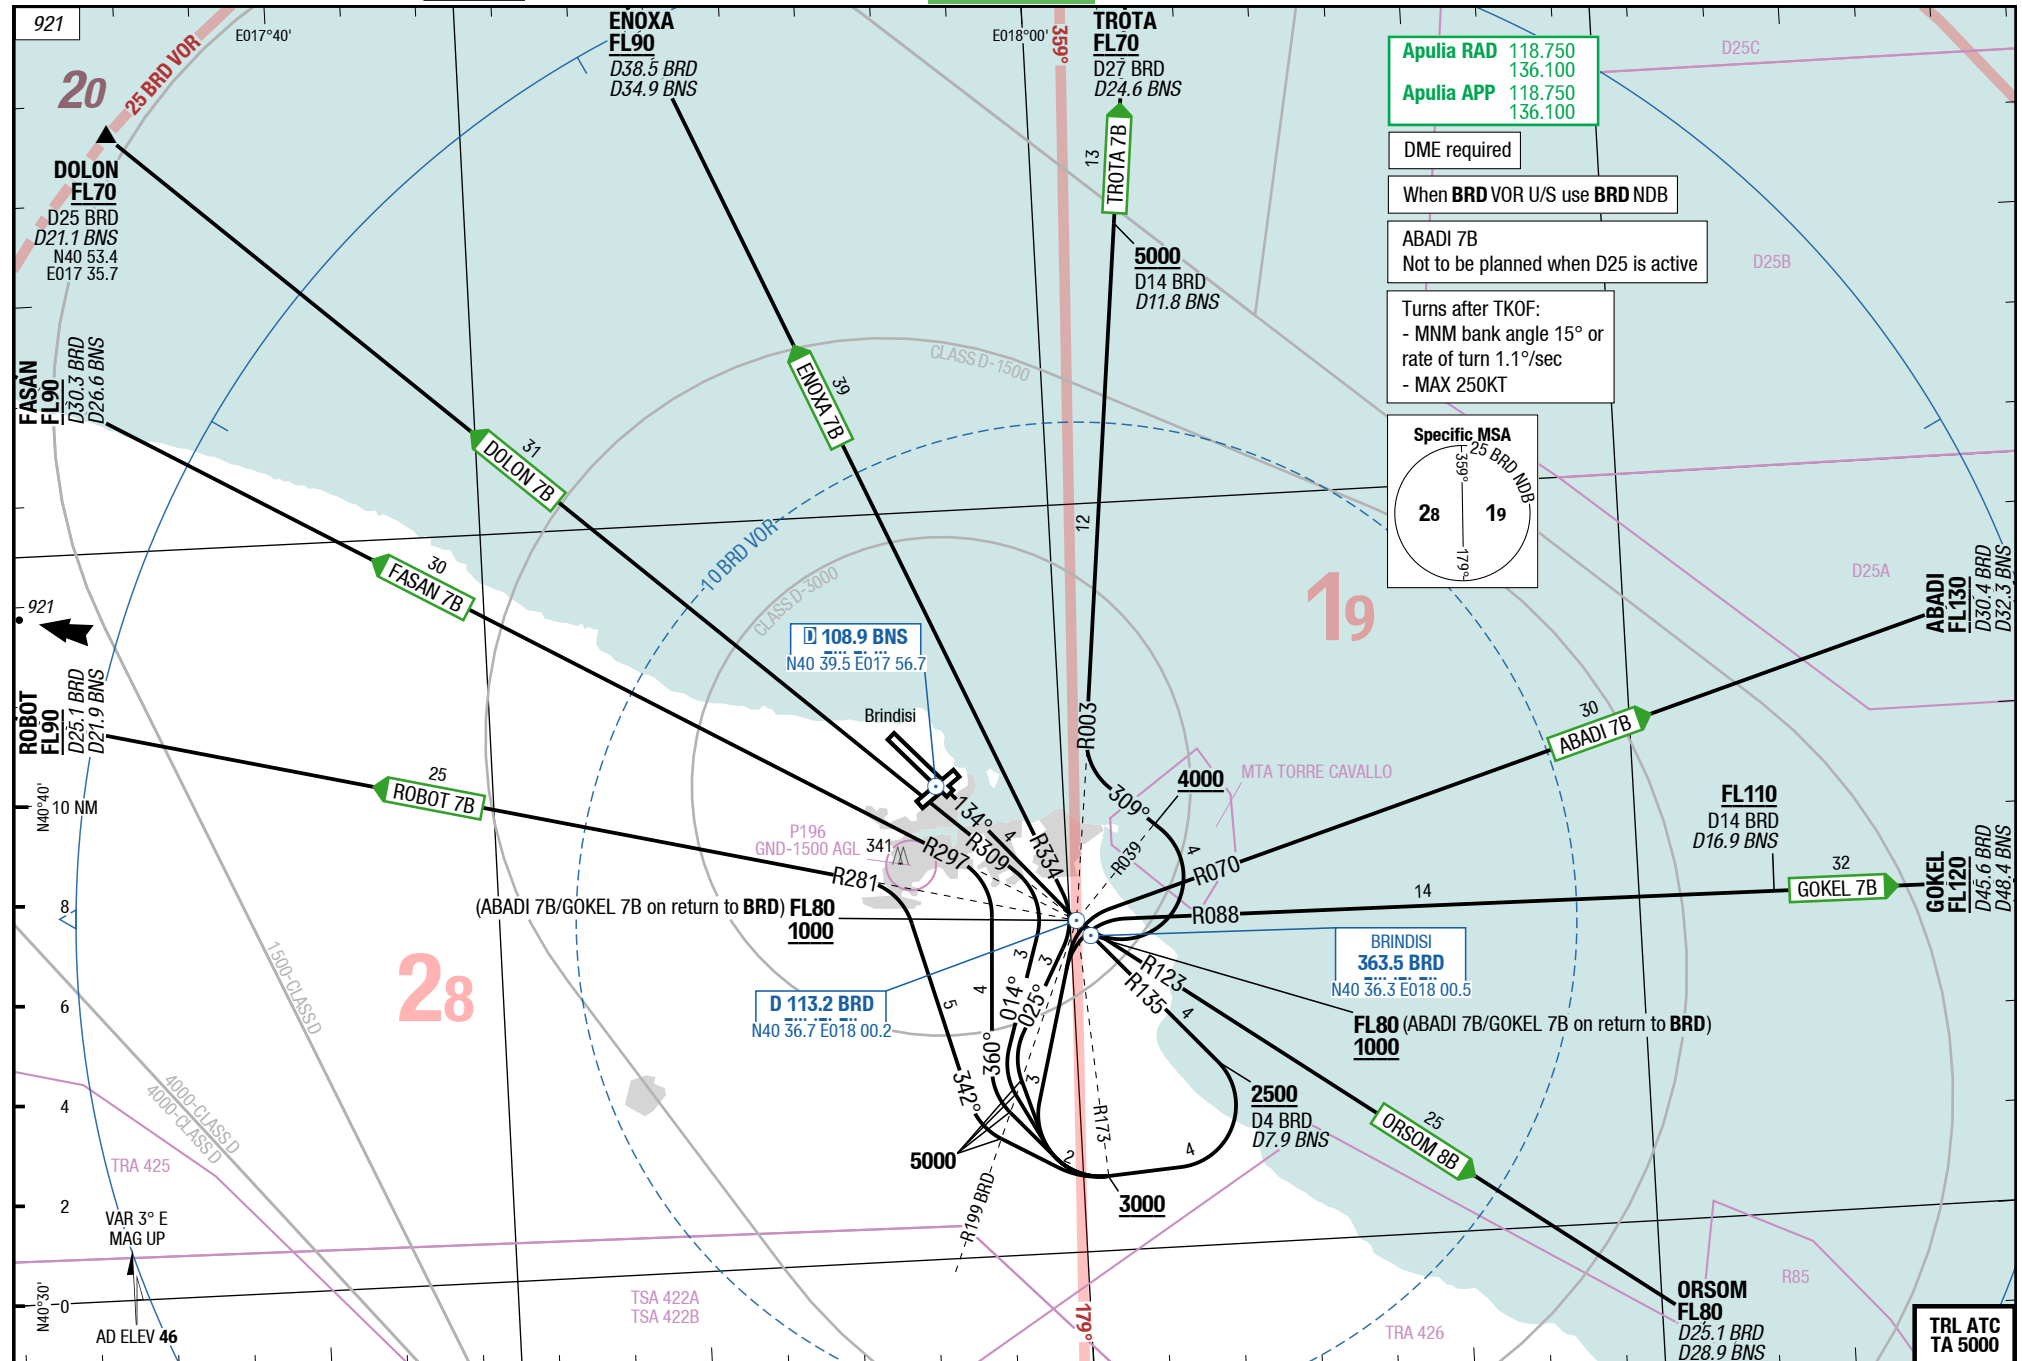 921
E017°40'
ENOXA
FL90
D38.5 BRD
D34.9 BNS
E018°00'
359°
TROTA
FL70
D27 BRD
D24.6 BNS
Apulia RAD 118.750
136.100
Apulia APP 118.750
136.100
D25C
20
25 BRD VOR
DOLON
FL70
D25 BRD
D21.1 BNS
N40 53.4
E017 35.7
13
TROTA 7B
DME required
When BRD VOR U/S use BRD NDB
ABADI 7B
Not to be planned when D25 is active
D25B
5000
D14 BRD
D11.8 BNS
Turns after TKOF:
- MNM bank angle 15° or
rate of turn 1.1°/sec
- MAX 250KT
FASAN
FL90
D30.3 BRD
D26.6 BNS
CLASS D-1500
39
ENOXA 7B
31
DOLON 7B
Specific MSA
25 BRD NDB
359°
28
19
179°
12
10 BRD VOR
CLASS D-3000
30
FASAN 7B
D25A
ABADI
FL130
D30.4 BRD
D32.3 BNS
921
19
D 108.9 BNS
N40 39.5 E017 56.7
ROBOT
FL90
D25.1 BRD
D21.9 BNS
Brindisi
R003
30
ABADI 7B
25
ROBOT 7B
N40°40'
10 NM
134°
4
309°
4000
MTA TORRE CAVALLO
FL110
D14 BRD
D16.9 BNS
P196
GND-1500 AGL
341
R297
R309
R334
R039
4
R070
R281
32
GOKEL 7B
GOKEL
FL120
D45.6 BRD
D48.4 BNS
14
R088
8
(ABADI 7B/GOKEL 7B on return to BRD) FL80
1000
BRINDISI
363.5 BRD
N40 36.3 E018 00.5
1500-CLASS D
28
D 113.2 BRD
N40 36.7 E018 00.2
5
4
3
3
014°
025°
R123
R135
4
6
FL80 (ABADI 7B/GOKEL 7B on return to BRD)
1000
360°
342°
3
4
4000-CLASS D
4000-CLASS D
2500
D4 BRD
D7.9 BNS
R173
25
ORSOM 8B
TRA 425
5000
2
4
2
3000
R199 BRD
VAR 3° E
MAG UP
N40°30'
0
AD ELEV 46
TSA 422A
TSA 422B
179°
TRA 426
R85
ORSOM
FL80
D25.1 BRD
D28.9 BNS
TRL ATC
TA 5000